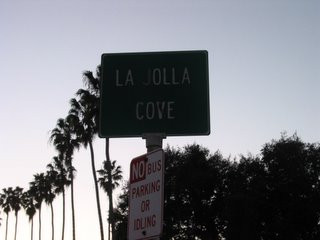 LA JOLLA
COVE
NO BUS
PARKING
OR
IDLING